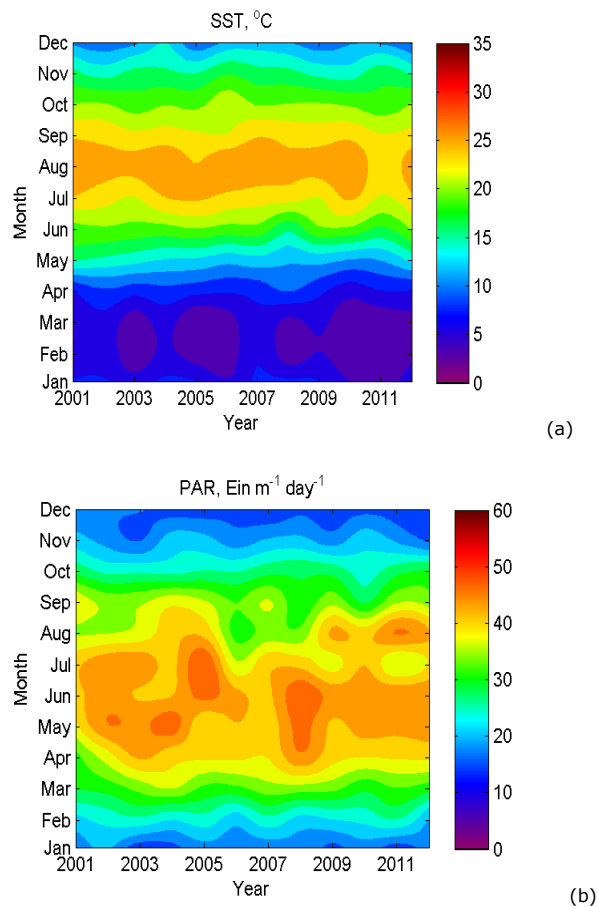 SST, °C
Dec
Nov
Oct
Sep
Aug
Jul
Jun
May
Apr
Mar
Feb
Jan
Month
2001 2003 2005 2007 2009 2011
Year
35
30
25
20
15
10
5
0
(a)
PAR, Ein m⁻¹ day⁻¹
Dec
Nov
Oct
Sep
Aug
Jul
Jun
May
Apr
Mar
Feb
Jan
Month
2001 2003 2005 2007 2009 2011
Year
60
50
40
30
20
10
0
(b)